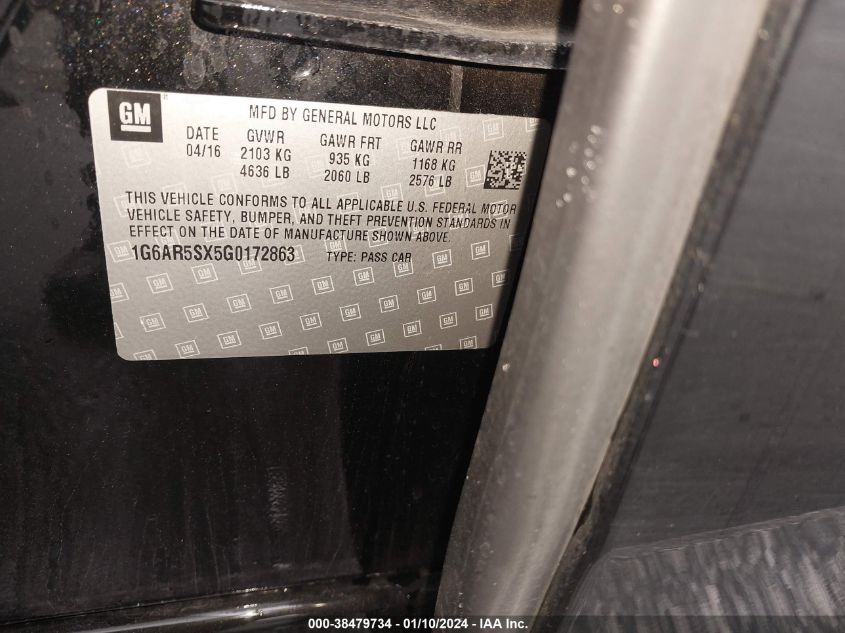 GM
MFD BY GENERAL MOTORS LLC
DATE GVWR GAWR FRT GAWR RR
04/16 2103 KG 935 KG 1168 KG
4636 LB 2060 LB 2576 LB
THIS VEHICLE CONFORMS TO ALL APPLICABLE U.S. FEDERAL MOTOR
VEHICLE SAFETY, BUMPER, AND THEFT PREVENTION STANDARDS IN
EFFECT ON THE DATE OF MANUFACTURE SHOWN ABOVE.
1G6AR5SX5G0172863 TYPE: PASS CAR
000-38479734 — 01/10/2024 — IAA Inc.